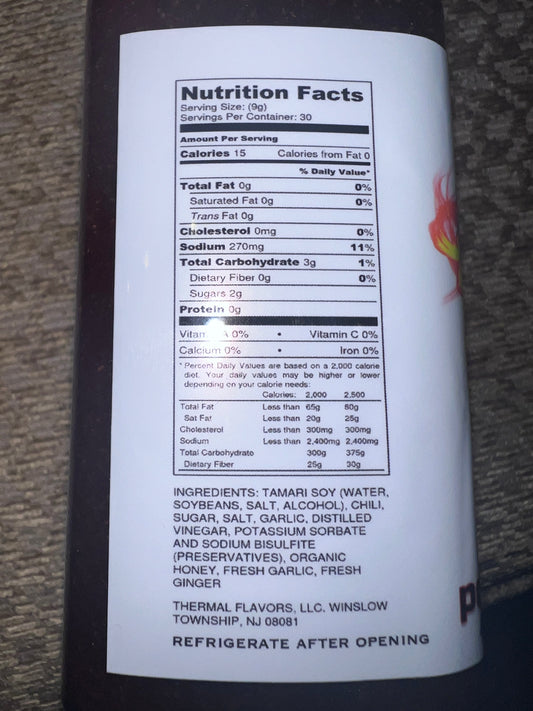 Nutrition Facts
Serving Size: (9g)
Servings Per Container: 30
Amount Per Serving
Calories 15 Calories from Fat 0
% Daily Value*
Total Fat 0g 0%
Saturated Fat 0g 0%
Trans Fat 0g
Cholesterol 0mg 0%
Sodium 270mg 11%
Total Carbohydrate 3g 1%
Dietary Fiber 0g 0%
Sugars 2g
Protein 0g
A 0% • Vitamin C 0%
Calcium 0% • Iron 0%
* Percent Daily Values are based on a 2,000 calorie
diet. Your daily values may be higher or lower
depending on your calorie needs:
Calories: 2,000 2,500
Total Fat Less than 65g 80g
Sat Fat Less than 20g 25g
Cholesterol Less than 300mg 300mg
Sodium Less than 2,400mg 2,400mg
Total Carbohydrate 300g 375g
Dietary Fiber 25g 30g
INGREDIENTS: TAMARI SOY (WATER,
SOYBEANS, SALT, ALCOHOL), CHILI,
SUGAR, SALT, GARLIC, DISTILLED
VINEGAR, POTASSIUM SORBATE
AND SODIUM BISULFITE
(PRESERVATIVES), ORGANIC
HONEY, FRESH GARLIC, FRESH
GINGER
THERMAL FLAVORS, LLC. WINSLOW
TOWNSHIP, NJ 08081
REFRIGERATE AFTER OPENING